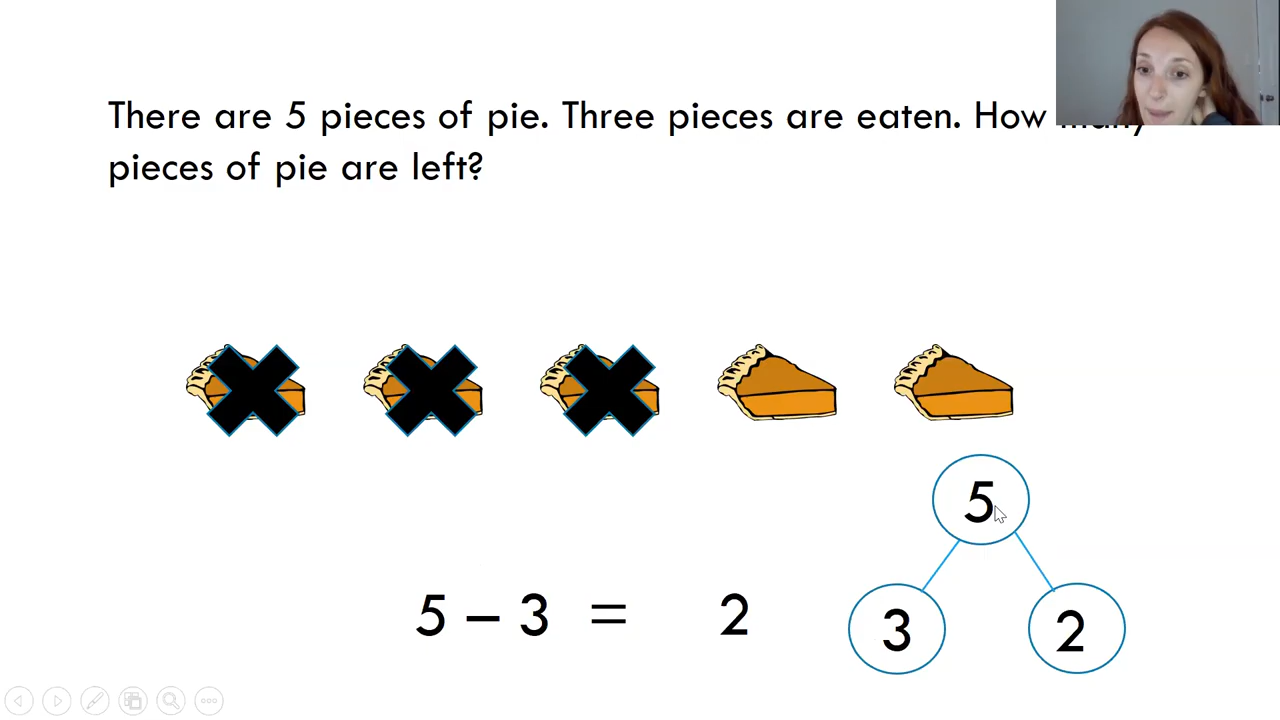 There are 5 pieces of pie. Three pieces are eaten. How many
pieces of pie are left?
5
5 – 3 = 2
3 2